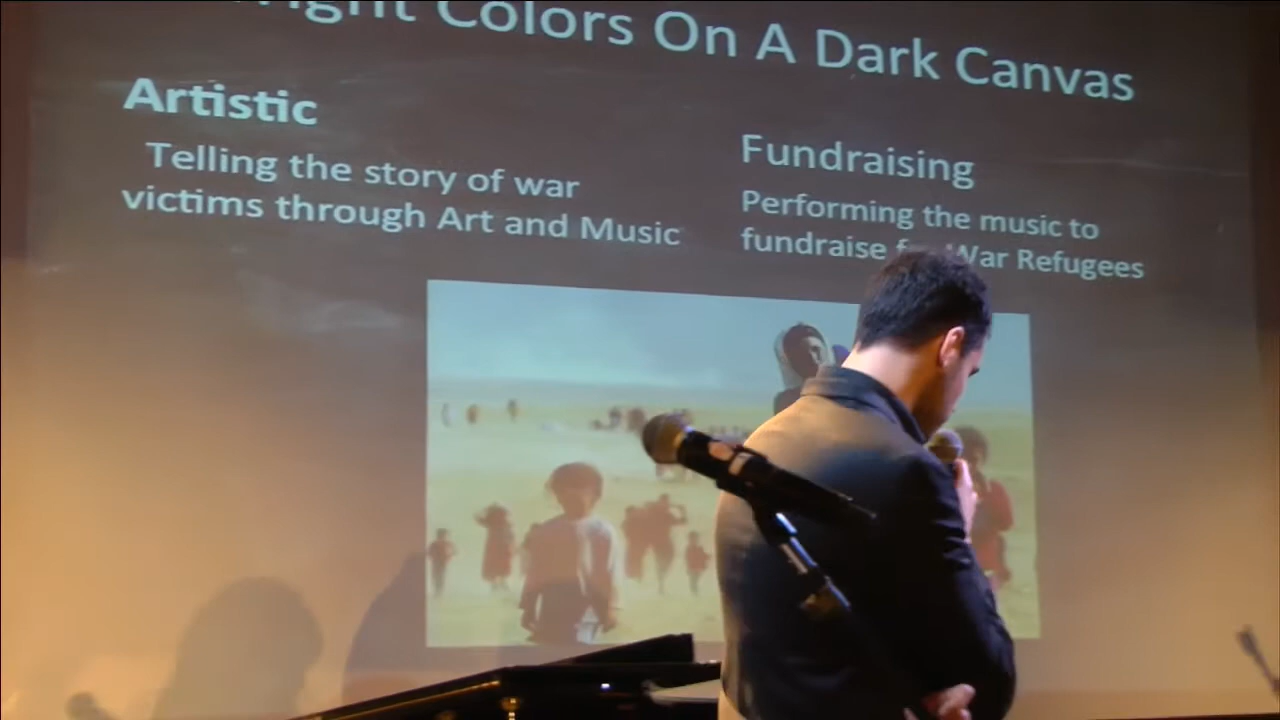 Colors On A Dark Canvas
Artistic
Telling the story of war
victims through Art and Music
Fundraising
Performing the music to
fundraise War Refugees